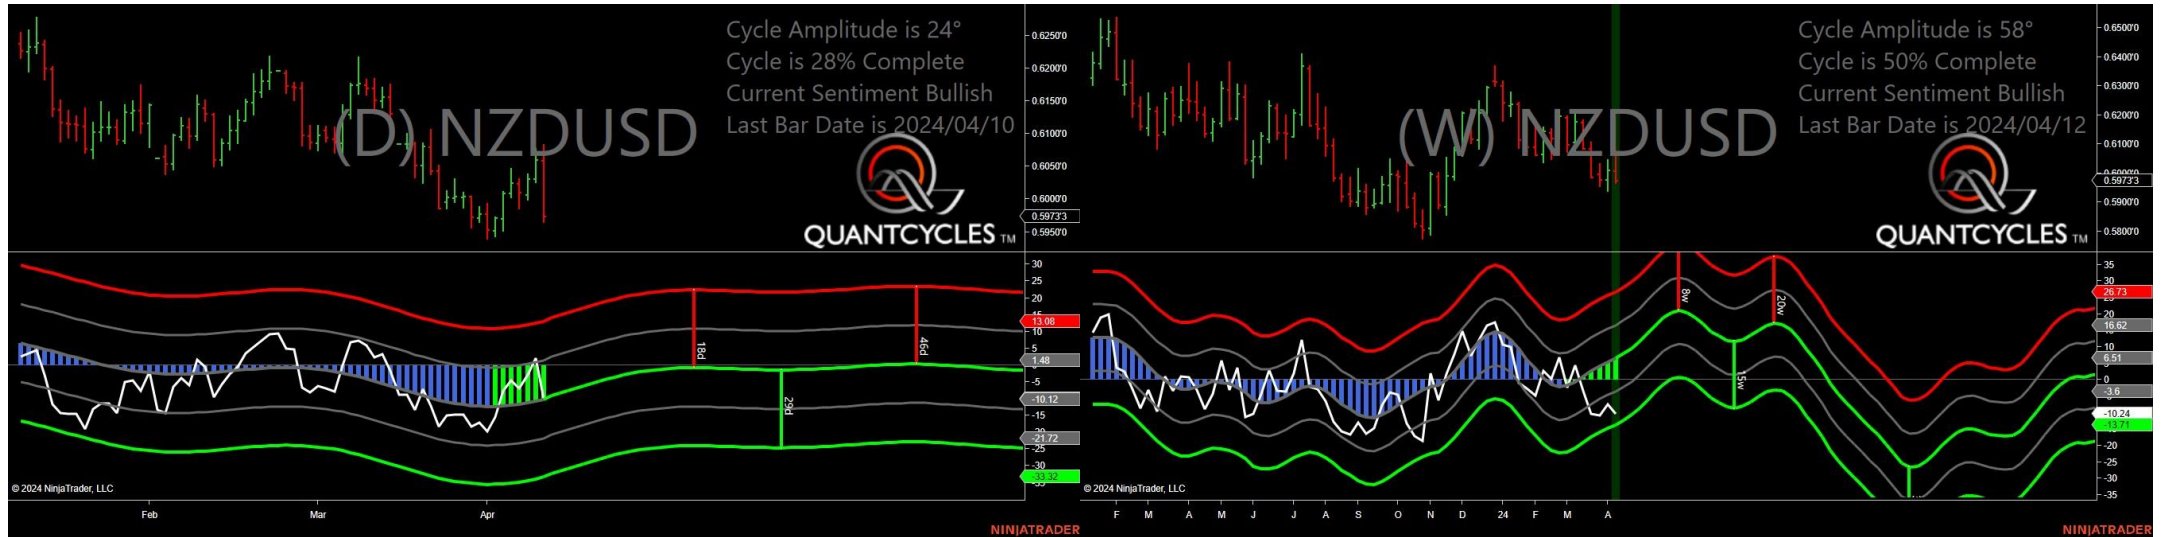 Cycle Amplitude is 24°
Cycle is 28% Complete
Current Sentiment Bullish
Last Bar Date is 2024/04/10
(D) NZDUSD
QUANTCYCLES TM
0.6250'0
0.6200'0
0.6150'0
0.6100'0
0.6050'0
0.6000'0
0.5973'3
0.5950'0
30
25
20
13.08
10
5
1.48
-5
-10.12
-15
-21.72
-25
-30
-33.32
18d
29d
46d
© 2024 NinjaTrader, LLC
Feb
Mar
Apr
NINJATRADER
Cycle Amplitude is 58°
Cycle is 50% Complete
Current Sentiment Bullish
Last Bar Date is 2024/04/12
(W) NZDUSD
QUANTCYCLES TM
0.6500'0
0.6400'0
0.6300'0
0.6200'0
0.6100'0
0.6000'0
0.5973'3
0.5900'0
0.5800'0
35
30
26.73
20
16.62
10
6.51
0
-3.6
-10.24
-13.71
-20
-25
-30
-35
8w
15w
20w
© 2024 NinjaTrader, LLC
F
M
A
M
J
J
A
S
O
N
D
24
F
M
A
NINJATRADER